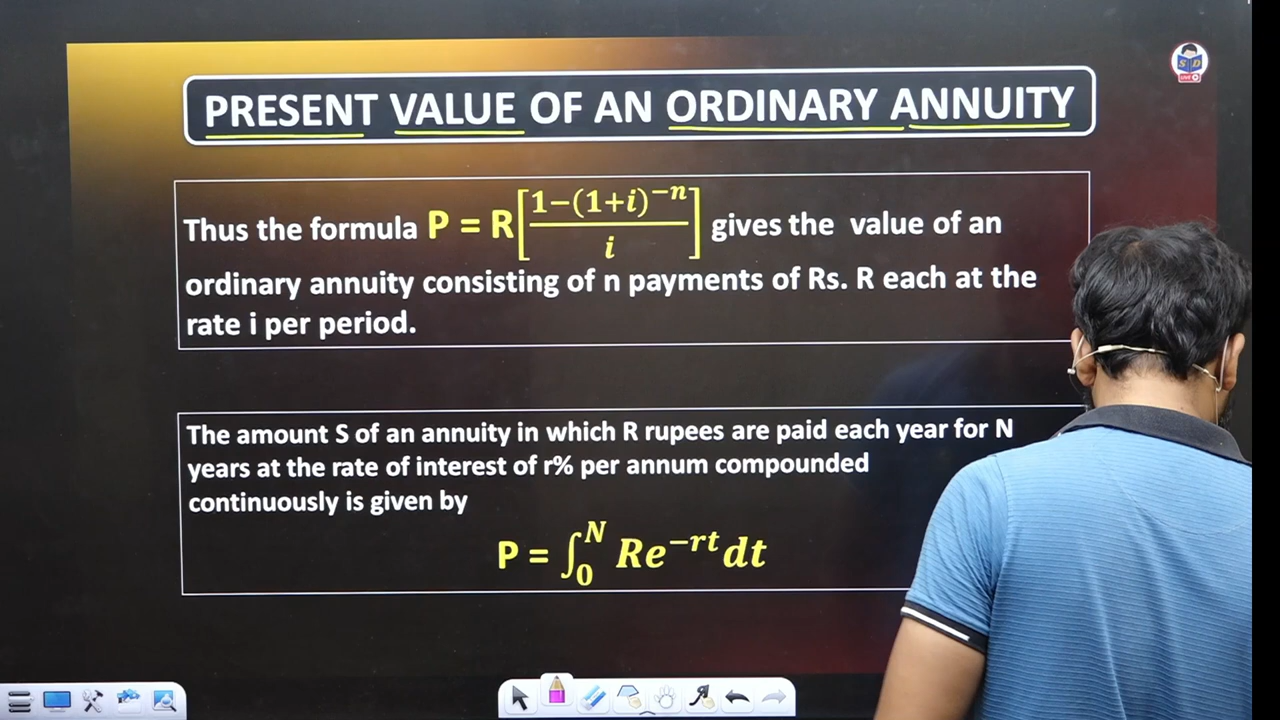 PRESENT VALUE OF AN ORDINARY ANNUITY
Thus the formula P = R[\frac{1-(1+i)^{-n}}{i}] gives the value of an
ordinary annuity consisting of n payments of Rs. R each at the
rate i per period.
The amount S of an annuity in which R rupees are paid each year for N
years at the rate of interest of r% per annum compounded
continuously is given by
P = ∫_0^N Re^{-rt}dt
S D
LIVE